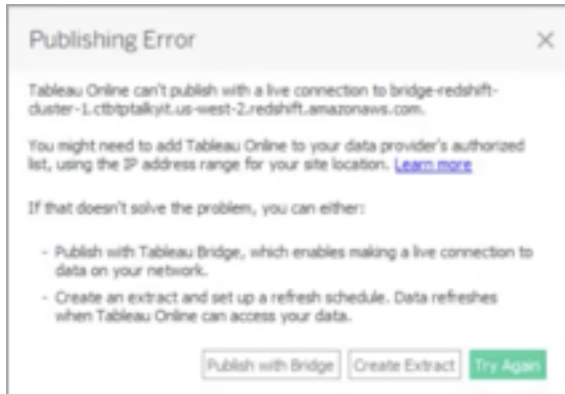 Publishing Error
Tableau Online can't publish with a live connection to bridge-redshift-
cluster-1.ctbtptalkyit.us-west-2.redshift.amazonaws.com.
You might need to add Tableau Online to your data provider's authorized
list, using the IP address range for your site location. Learn more
If that doesn't solve the problem, you can either:
- Publish with Tableau Bridge, which enables making a live connection to
data on your network.
- Create an extract and set up a refresh schedule. Data refreshes
when Tableau Online can access your data.
Publish with Bridge Create Extract Try Again